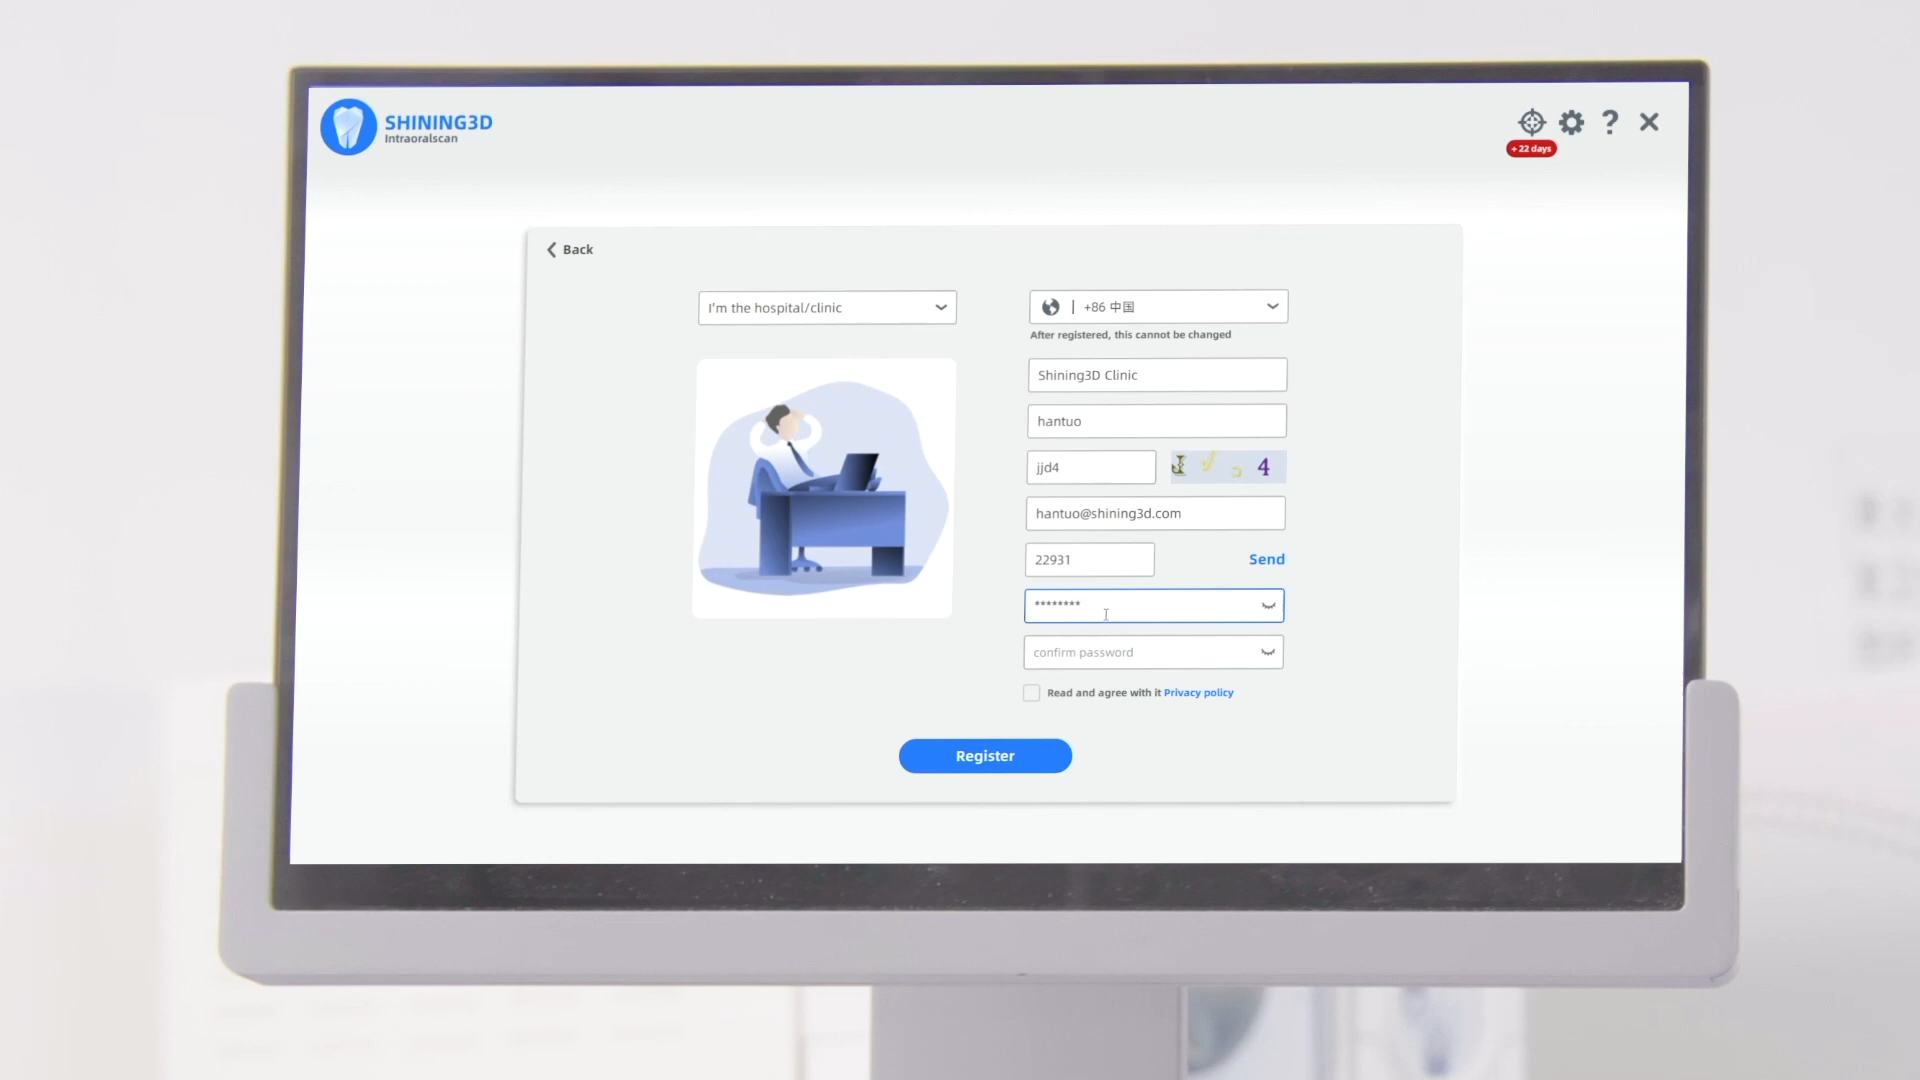 SHINING3D
Intraoralscan
+ 22 days
Back
I'm the hospital/clinic
+86 中国
After registered, this cannot be changed
Shining3D Clinic
hantuo
jjd4
4
hantuo@shining3d.com
22931
Send
********
confirm password
Read and agree with it Privacy policy
Register